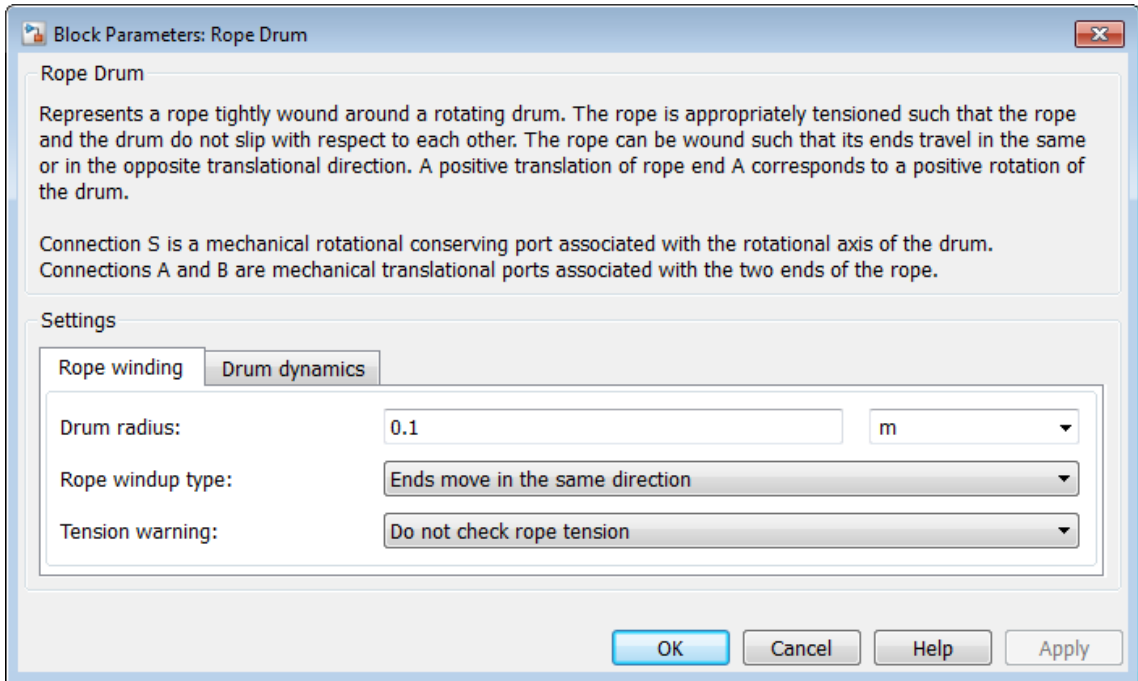 Block Parameters: Rope Drum
Rope Drum
Represents a rope tightly wound around a rotating drum. The rope is appropriately tensioned such that the rope
and the drum do not slip with respect to each other. The rope can be wound such that its ends travel in the same
or in the opposite translational direction. A positive translation of rope end A corresponds to a positive rotation of
the drum.
Connection S is a mechanical rotational conserving port associated with the rotational axis of the drum.
Connections A and B are mechanical translational ports associated with the two ends of the rope.
Settings
Rope winding Drum dynamics
Drum radius: 0.1 m
Rope windup type: Ends move in the same direction
Tension warning: Do not check rope tension
OK Cancel Help Apply